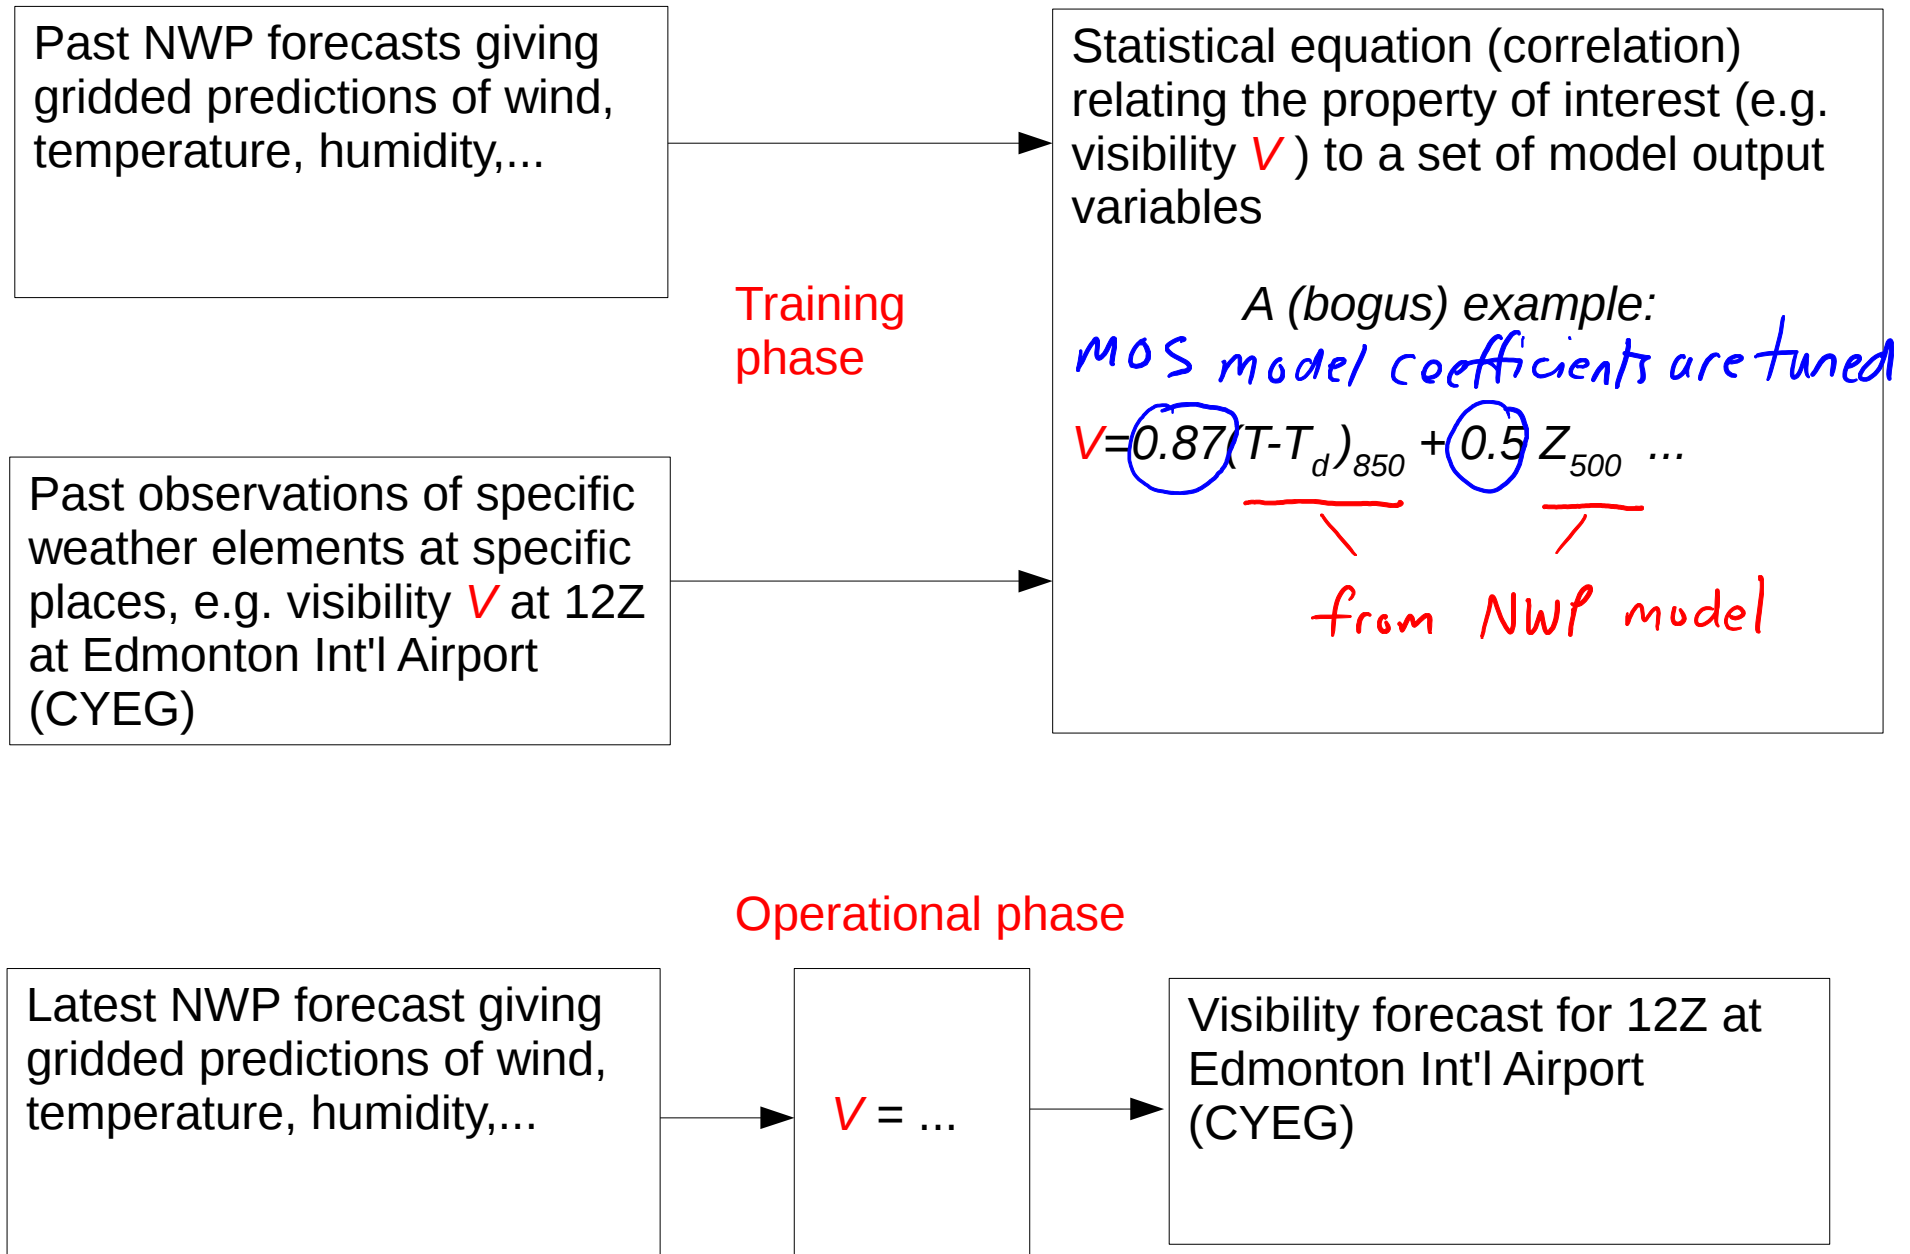 Past NWP forecasts giving
gridded predictions of wind,
temperature, humidity,...
Statistical equation (correlation)
relating the property of interest (e.g.
visibility V ) to a set of model output
variables
Training
phase
A (bogus) example:
MOS model coefficients are tuned
V=0.87(T-Td)850 + 0.5 Z500 ...
from NWP model
Past observations of specific
weather elements at specific
places, e.g. visibility V at 12Z
at Edmonton Int'l Airport
(CYEG)
Operational phase
Latest NWP forecast giving
gridded predictions of wind,
temperature, humidity,...
V = ...
Visibility forecast for 12Z at
Edmonton Int'l Airport
(CYEG)